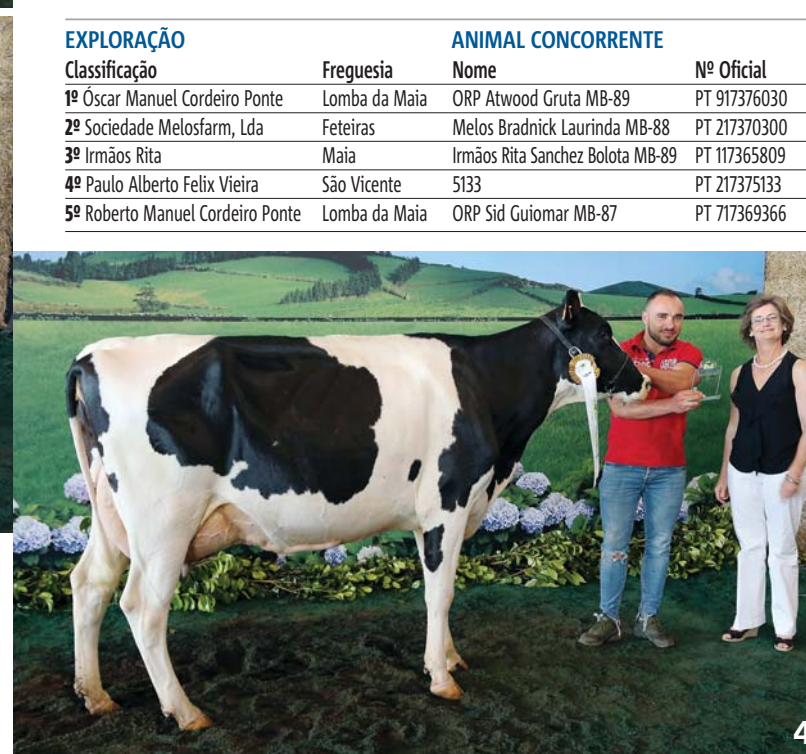 EXPLORAÇÃO ANIMAL CONCORRENTE
Classificação Freguesia Nome Nº Oficial
1º Óscar Manuel Cordeiro Ponte Lomba da Maia ORP Atwood Gruta MB-89 PT 917376030
2º Sociedade Melosfarm, Lda Feteiras Melos Bradnick Laurinda MB-88 PT 217370300
3º Irmãos Rita Maia Irmãos Rita Sanchez Bolota MB-89 PT 117365809
4º Paulo Alberto Felix Vieira São Vicente 5133 PT 217375133
5º Roberto Manuel Cordeiro Ponte Lomba da Maia ORP Sid Guiomar MB-87 PT 717369366